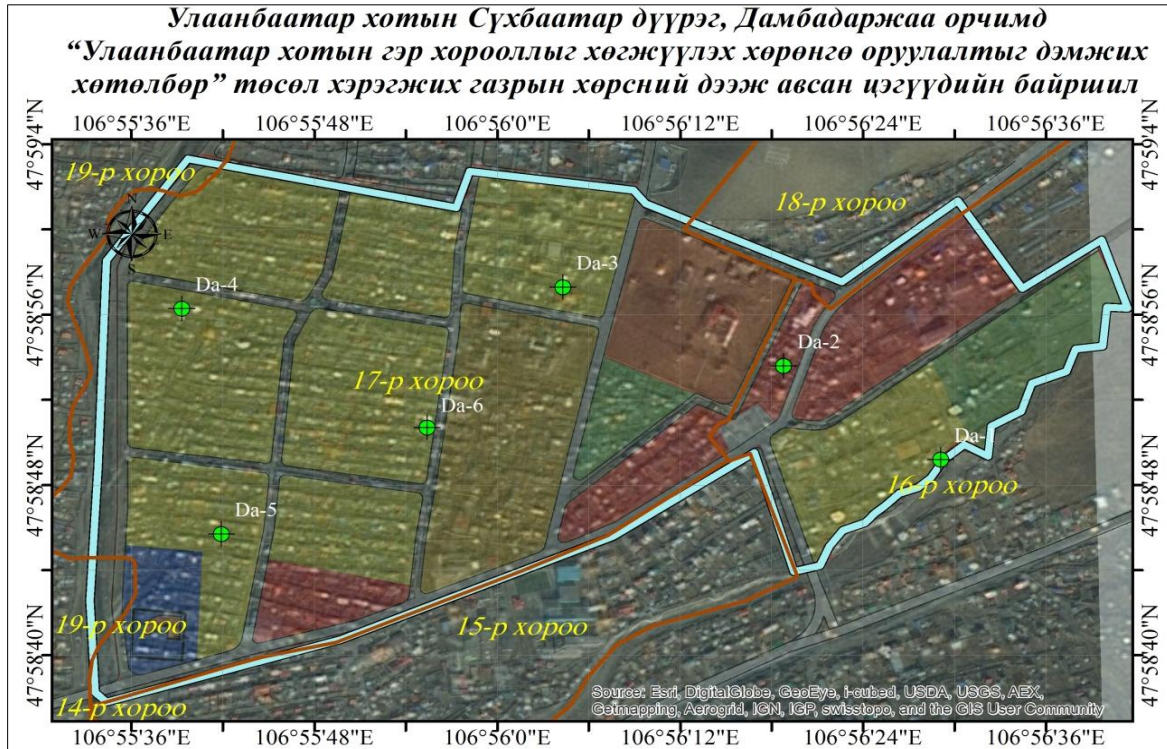 Улаанбаатар хотын Сүхбаатар дүүрэг, Дамбадаржаа орчимд
“Улаанбаатар хотын гэр хорооллыг хөгжүүлэх хөрөнгө оруулалтыг дэмжих
хөтөлбөр” төсөл хэрэгжих газрын хөрсний дээж авсан цэгүүдийн байршил
106°55'36"E 106°55'48"E 106°56'0"E 106°56'12"E 106°56'24"E 106°56'36"E
47°59'4"N 47°59'4"N
19-р хороо
18-р хороо
N
W E
S
Da-3
Da-4
47°58'56"N 47°58'56"N
Da-2
17-р хороо
Da-6
Da-
47°58'48"N 47°58'48"N
16-р хороо
Da-5
19-р хороо
15-р хороо
47°58'40"N 47°58'40"N
14-р хороо
Source: Esri, DigitalGlobe, GeoEye, i-cubed, USDA, USGS, AEX,
Getmapping, Aerogrid, IGN, IGP, swisstopo, and the GIS User Community
106°55'36"E 106°55'48"E 106°56'0"E 106°56'12"E 106°56'24"E 106°56'36"E